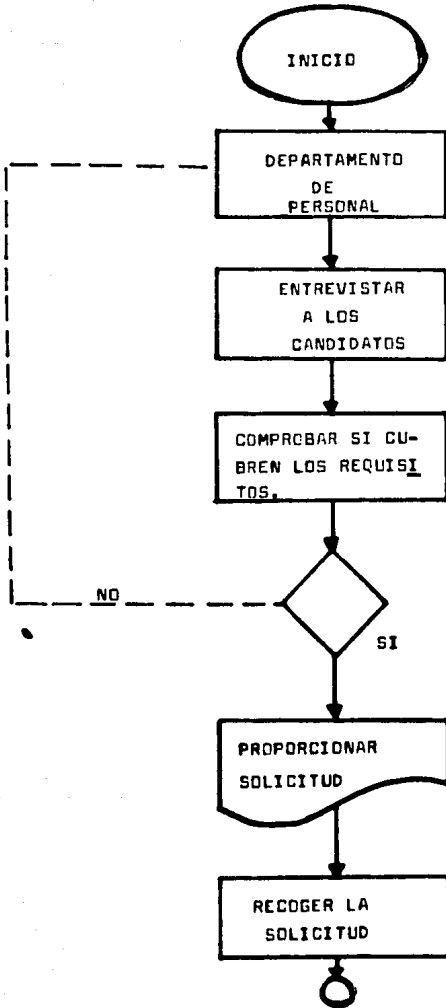 INICIO
DEPARTAMENTO
DE
PERSONAL
ENTREVISTAR
A LOS
CANDIDATOS
COMPROBAR SI CU-
BREN LOS REQUISI
TOS.
NO
SI
PROPORCIONAR
SOLICITUD
RECOGER LA
SOLICITUD